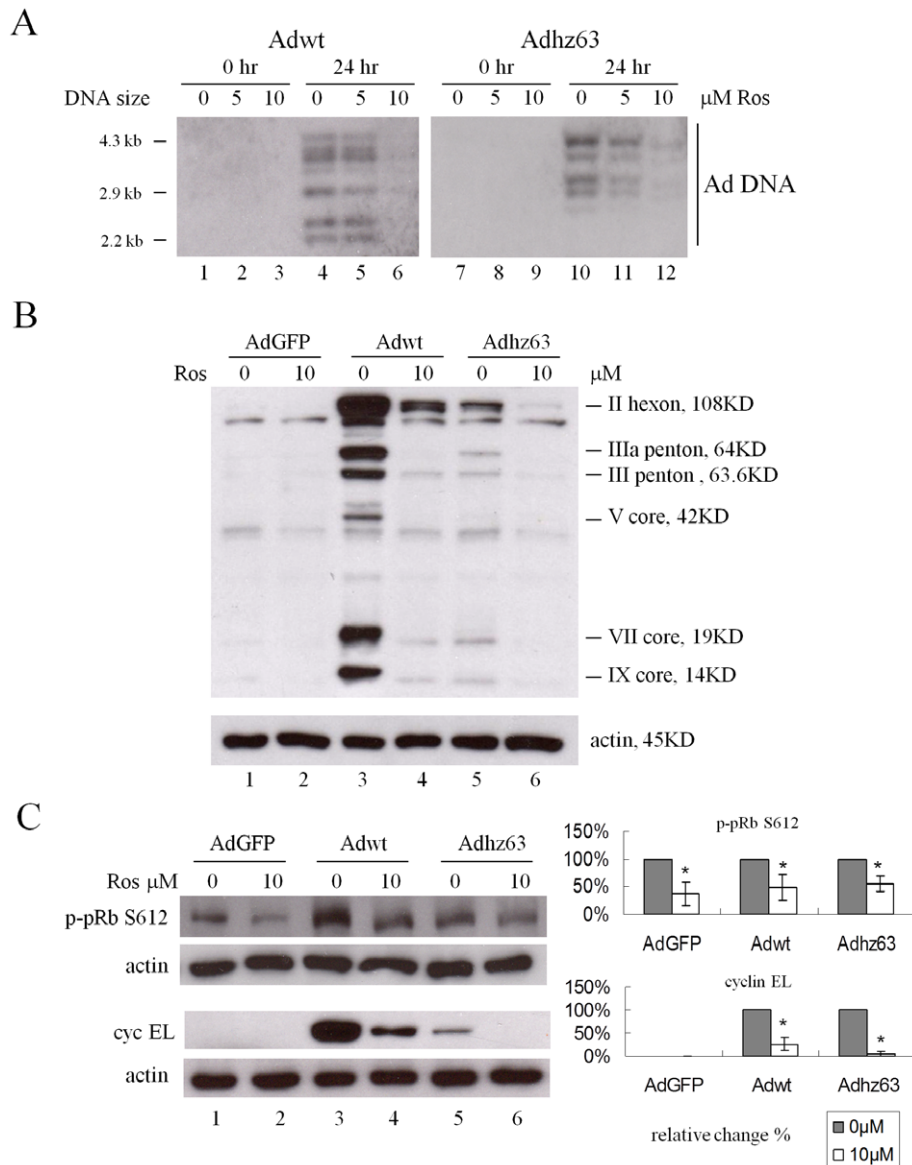 A
Adwt Adhz63
0 hr 24 hr 0 hr 24 hr
DNA size 0 5 10 0 5 10 0 5 10 0 5 10 μM Ros
4.3 kb
2.9 kb
2.2 kb
Ad DNA
1 2 3 4 5 6 7 8 9 10 11 12
B
AdGFP Adwt Adhz63
Ros 0 10 0 10 0 10 μM
II hexon, 108KD
IIIa penton, 64KD
III penton , 63.6KD
V core, 42KD
VII core, 19KD
IX core, 14KD
actin, 45KD
1 2 3 4 5 6
C
AdGFP Adwt Adhz63
Ros μM 0 10 0 10 0 10
p-pRb S612
actin
cyc EL
actin
1 2 3 4 5 6
p-pRb S612
150%
100%
50%
0%
* * *
AdGFP Adwt Adhz63
cyclin EL
150%
100%
50%
0%
* *
AdGFP Adwt Adhz63
relative change %
0μM
10μM